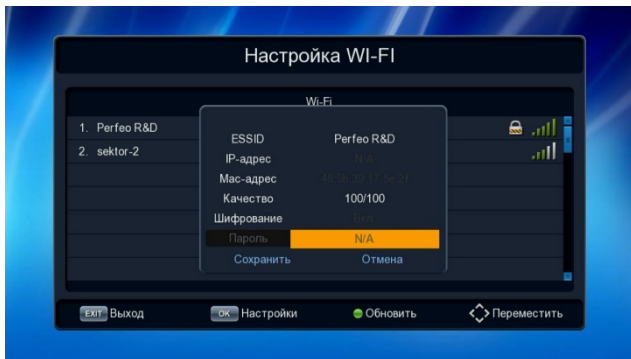 Настройка WI-FI
Wi-Fi
1. Perfeo R&D
2. sektor-2
ESSID Perfeo R&D
IP-адрес N/A
Мас-адрес
Качество 100/100
Шифрование Вкл
Пароль N/A
Сохранить Отмена
EXIT Выход OK Настройки Обновить Переместить